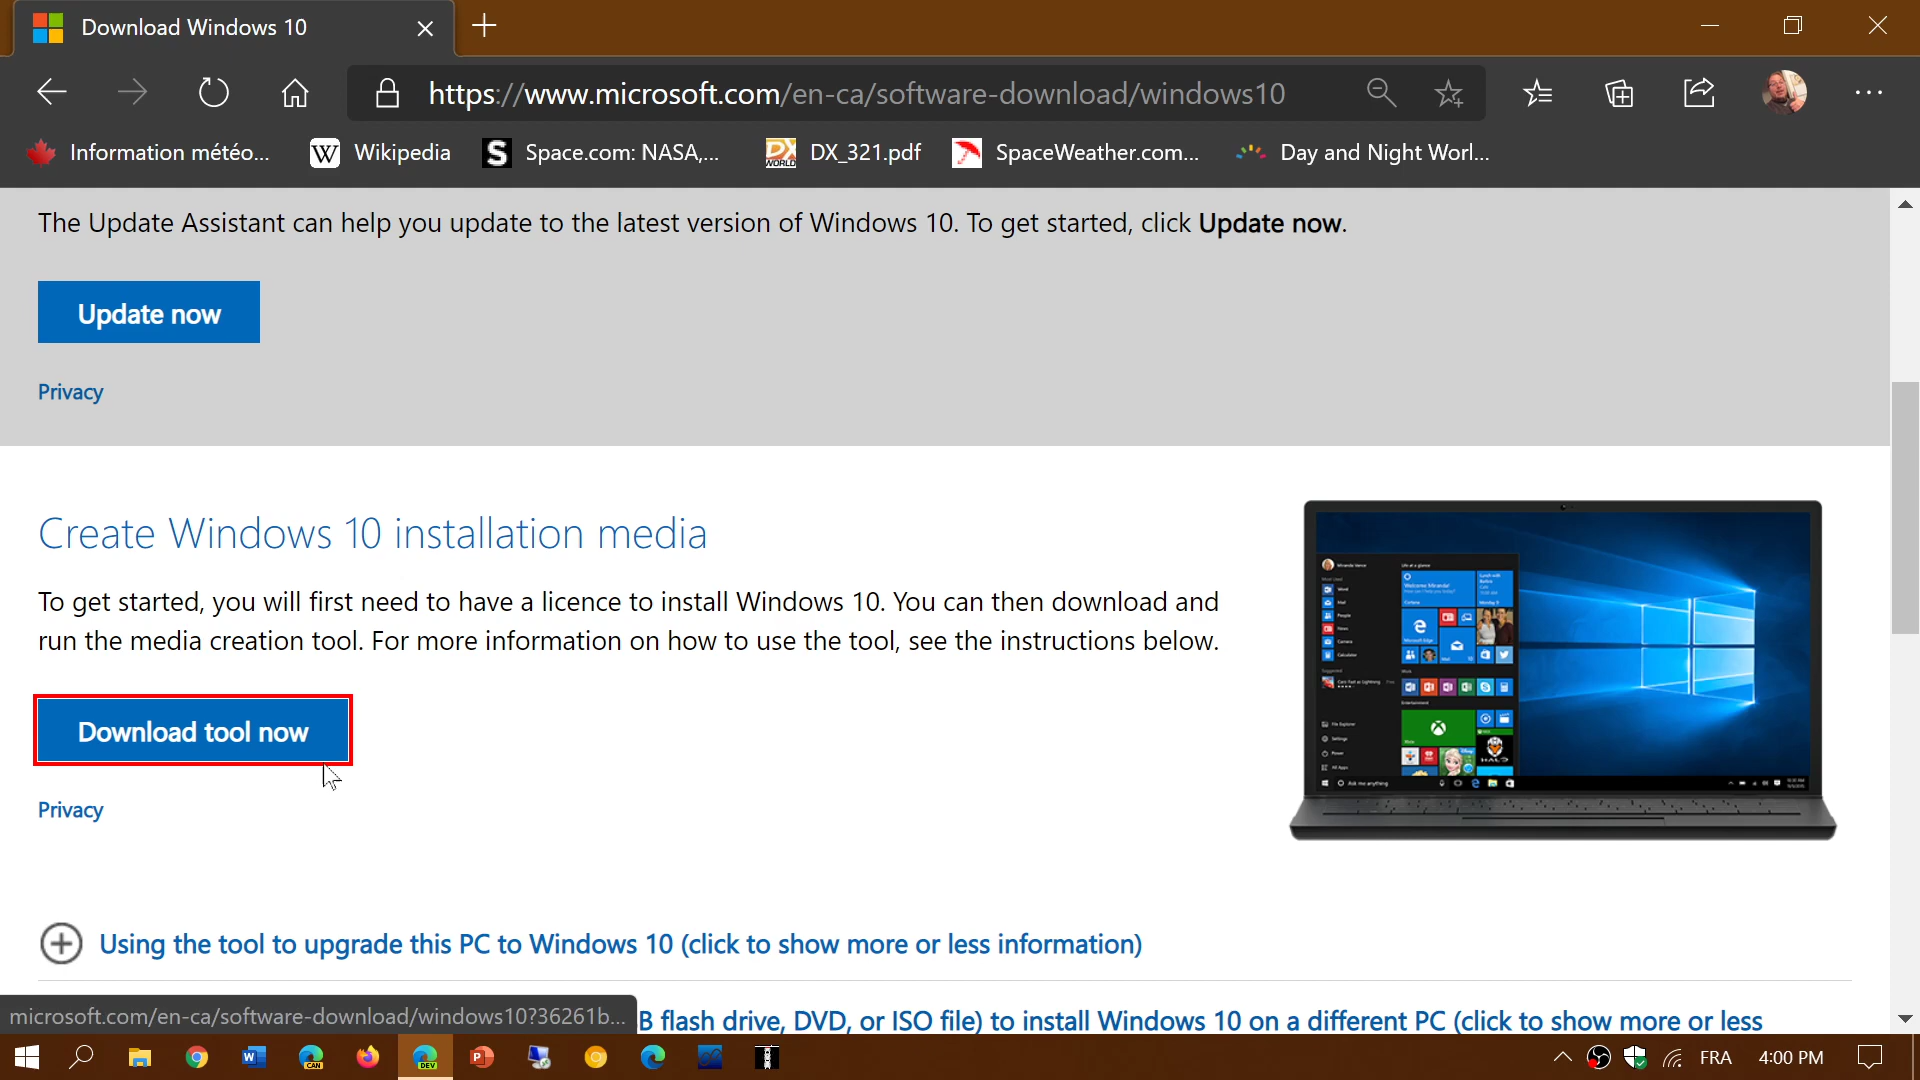 Download Windows 10
https://www.microsoft.com/en-ca/software-download/windows10
Information météo...
Wikipedia
Space.com: NASA,...
DX_321.pdf
SpaceWeather.com...
Day and Night Worl...
The Update Assistant can help you update to the latest version of Windows 10. To get started, click Update now.
Update now
Privacy
Create Windows 10 installation media
To get started, you will first need to have a licence to install Windows 10. You can then download and
run the media creation tool. For more information on how to use the tool, see the instructions below.
Download tool now
Privacy
Using the tool to upgrade this PC to Windows 10 (click to show more or less information)
microsoft.com/en-ca/software-download/windows10?36261b...
B flash drive, DVD, or ISO file) to install Windows 10 on a different PC (click to show more or less
CAN
DEV
FRA
4:00 PM